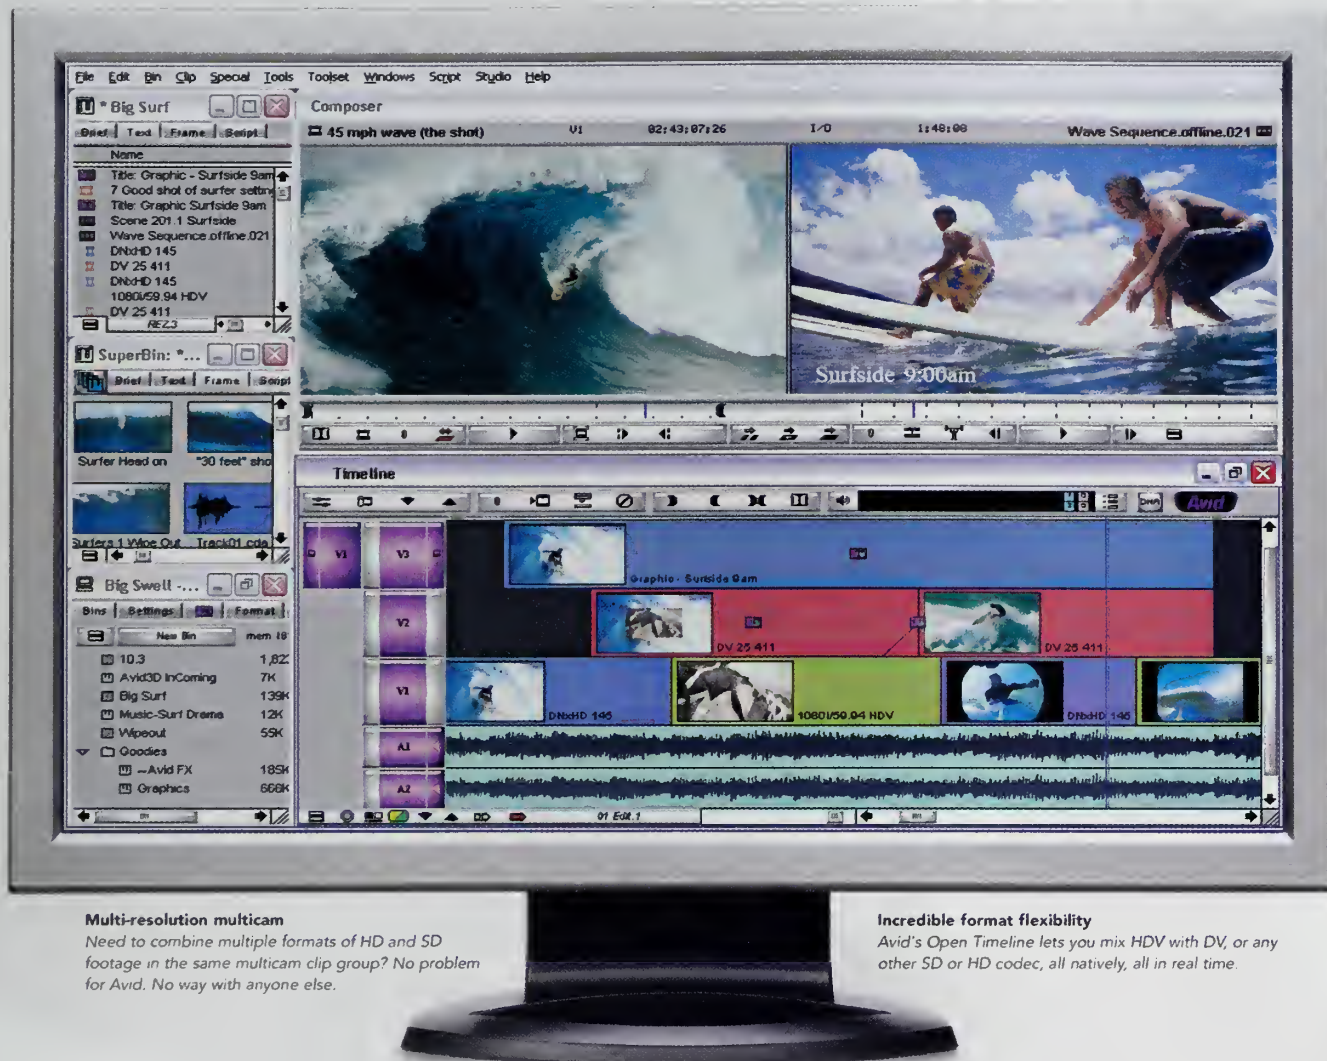 File Edit Bin Clip Special Tools Toolset Windows Script Studio Help
* Big Surf
Brief Text Frame Script
Name
Title: Graphic - Surfside 9am
7 Good shot of surfer setting
Title: Graphic Surfside 9am
Scene 201.1 Surfside
Wave Sequence.offline.021
DNxHD 145
DV 25 411
DNxHD 145
1080i/59.94 HDV
DV 25 411
REZ.3
Composer
45 mph wave (the shot) V1 02:43:07:26 I/O 1:48:08 Wave Sequence.offline.021
Surfside 9:00am
SuperBin: *...
Brief Text Frame Script
Surfer Head on "30 feet" sho
Surfers 1 Wipe Out Track01.cda
Big Swell -...
Bins Settings Format
New Bin mem 18
10.3 1,82
Avid3D InComing 7K
Big Surf 139K
Music-Surf Drama 12K
Wipeout 55K
Goodies
~Avid FX 185K
Graphics 666K
Timeline
DNA Avid
V1 V3
Graphic - Surfside 9am
V2
DV 25 411 DV 25 411
V1
DNxHD 145 1080i/59.94 HDV DNxHD 145
A1
A2
01 Edit.1
Multi-resolution multicam
Need to combine multiple formats of HD and SD
footage in the same multicam clip group? No problem
for Avid. No way with anyone else.
Incredible format flexibility
Avid's Open Timeline lets you mix HDV with DV, or any
other SD or HD codec, all natively, all in real time.